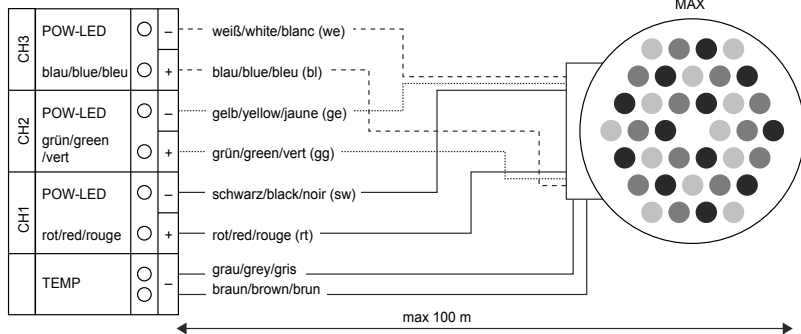 MAX
CH3
POW-LED
–
weiß/white/blanc (we)
blau/blue/bleu
+
blau/blue/bleu (bl)
CH2
POW-LED
–
gelb/yellow/jaune (ge)
grün/green
/vert
+
grün/green/vert (gg)
CH1
POW-LED
–
schwarz/black/noir (sw)
rot/red/rouge
+
rot/red/rouge (rt)
TEMP
–
grau/grey/gris
braun/brown/brun
max 100 m